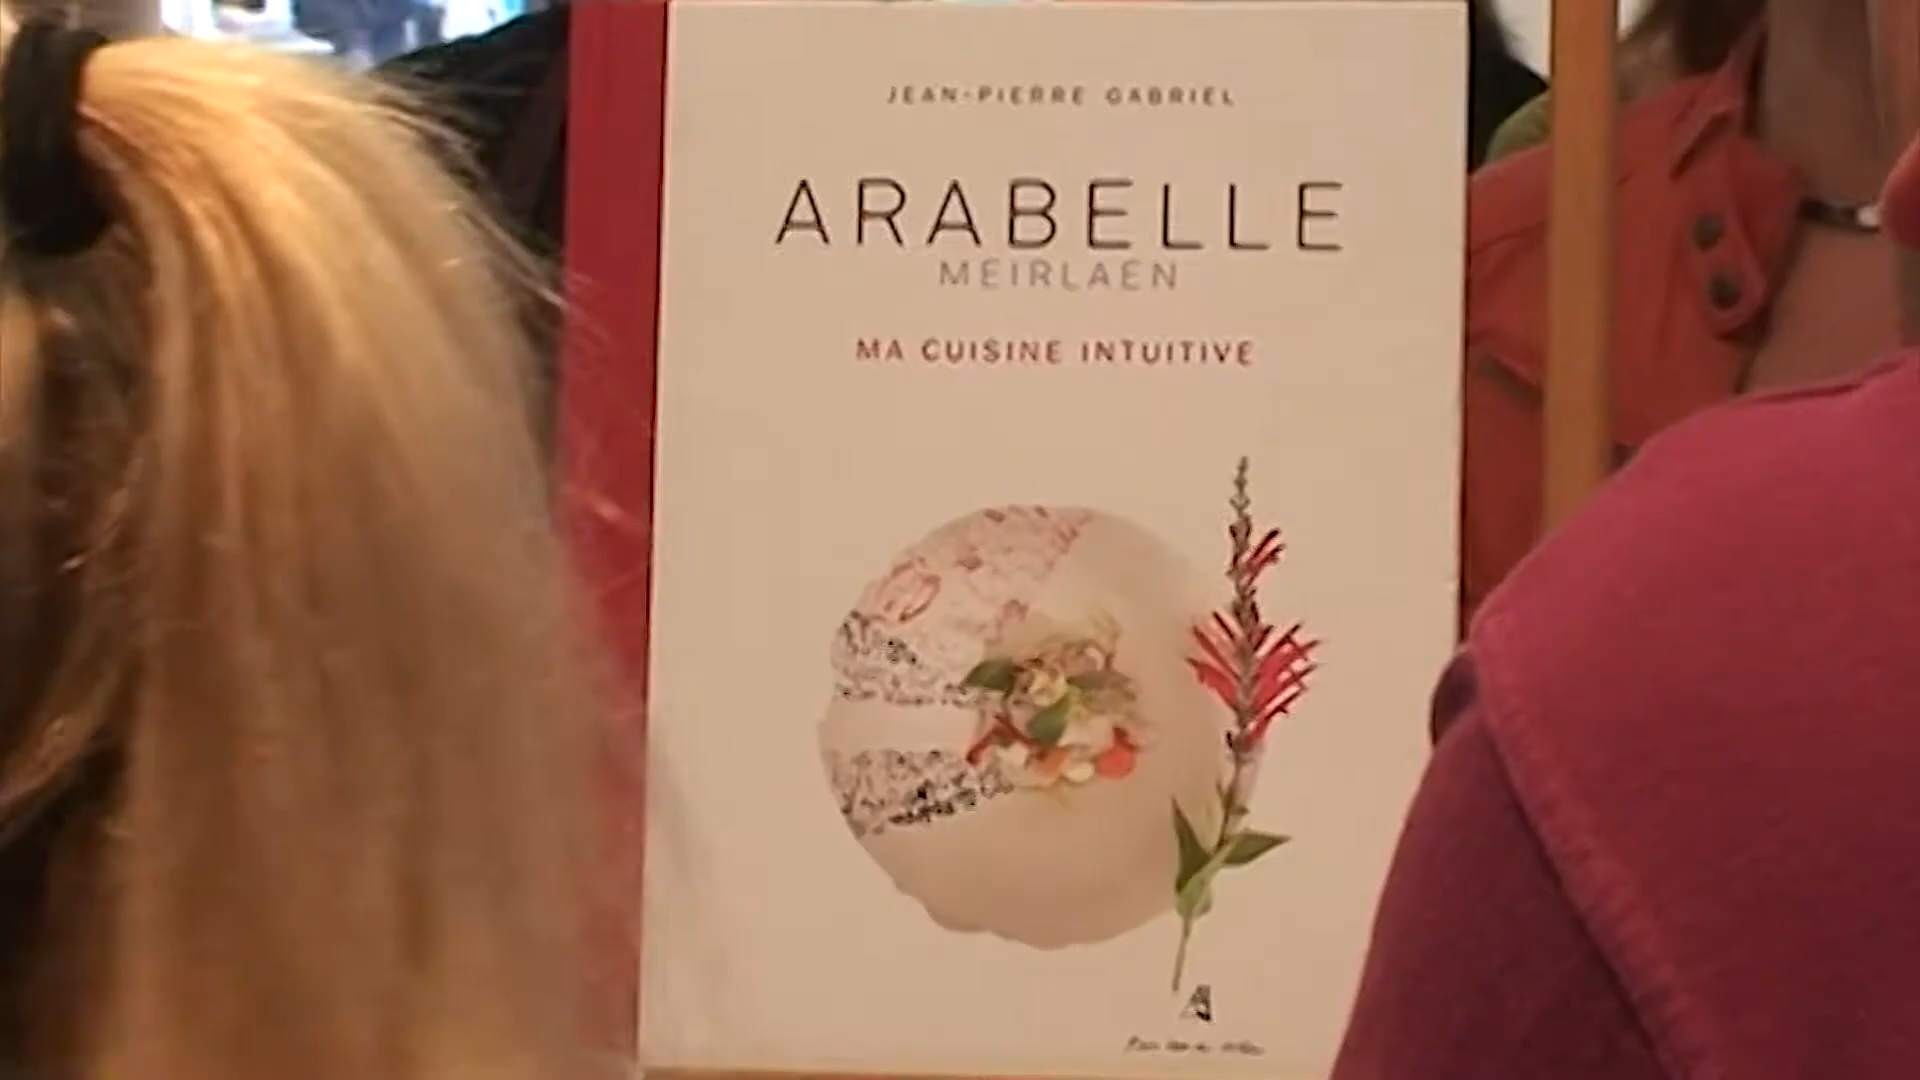 JEAN-PIERRE GABRIEL
ARABELLE
MEIRLAEN
MA CUISINE INTUITIVE